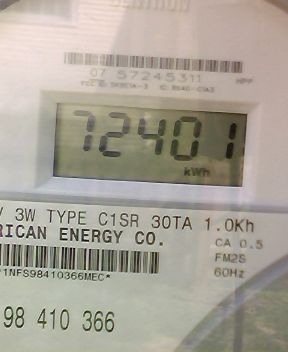 07 57245311
72401
kWh
3W TYPE C1SR 30TA 1.0Kh
RICAN ENERGY CO.
CA 0.5
FM2S
60Hz
1NFS98410366MEC*
98 410 366